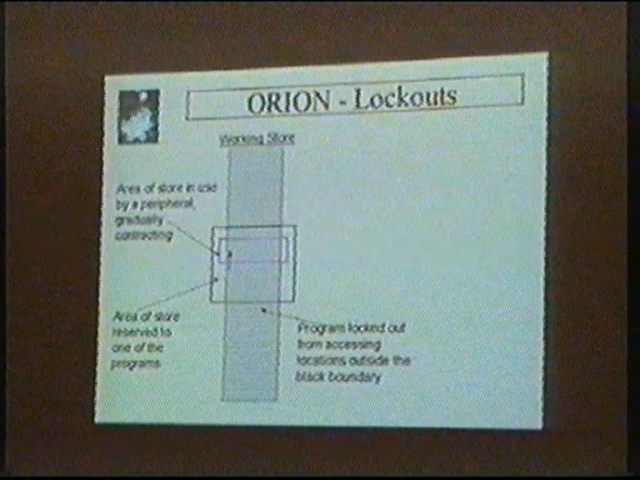 ORION - Lockouts
Working Store
Area of store in use
by a peripheral,
gradually
contracting
Area of store
reserved to
one of the
programs
Program locked out
from accessing
locations outside the
black boundary